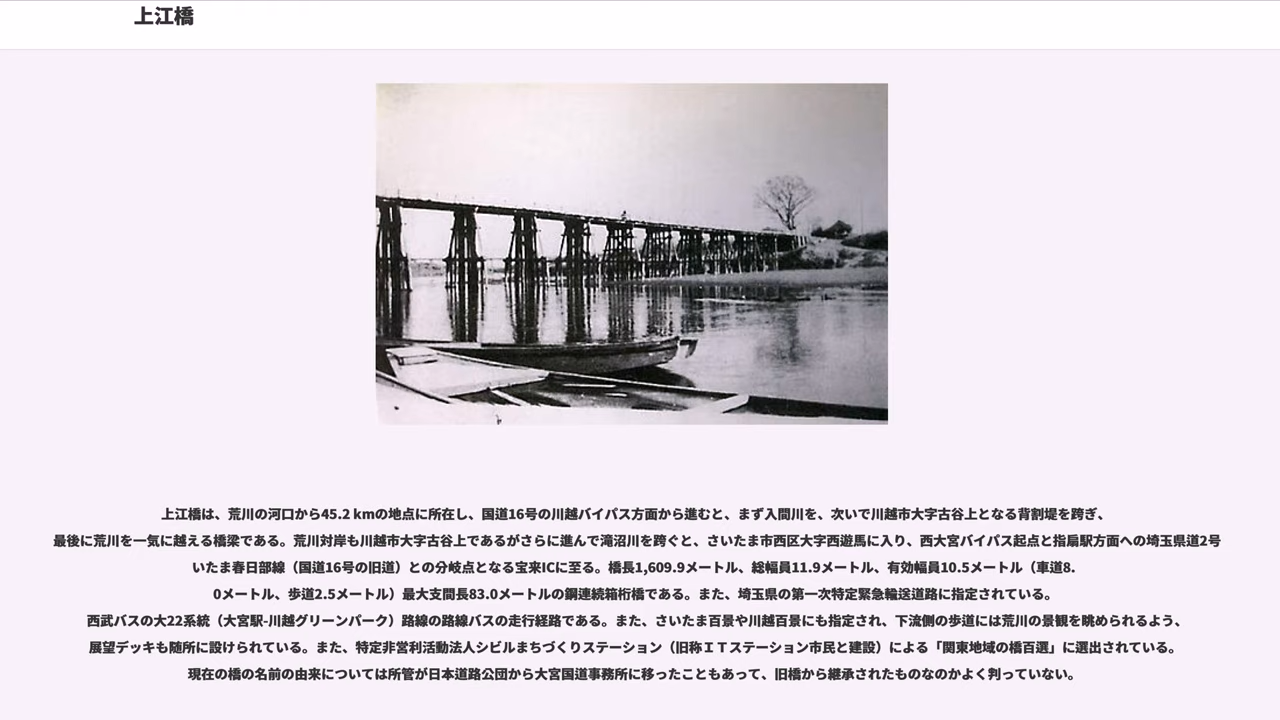 上江橋
上江橋は、荒川の河口から45.2 kmの地点に所在し、国道16号の川越バイパス方面から進むと、まず入間川を、次いで川越市大字古谷上となる背割堤を跨ぎ、
最後に荒川を一気に越える橋梁である。荒川対岸も川越市大字古谷上であるがさらに進んで滝沼川を跨ぐと、さいたま市西区大字西遊馬に入り、西大宮バイパス起点と指扇駅方面への埼玉県道2号
いたま春日部線（国道16号の旧道）との分岐点となる宝来ICに至る。橋長1,609.9メートル、総幅員11.9メートル、有効幅員10.5メートル（車道8.
0メートル、歩道2.5メートル）最大支間長83.0メートルの鋼連続箱桁橋である。また、埼玉県の第一次特定緊急輸送道路に指定されている。
西武バスの大22系統（大宮駅-川越グリーンパーク）路線の路線バスの走行経路である。また、さいたま百景や川越百景にも指定され、下流側の歩道には荒川の景観を眺められるよう、
展望デッキも随所に設けられている。また、特定非営利活動法人シビルまちづくりステーション（旧称ＩＴステーション市民と建設）による「関東地域の橋百選」に選出されている。
現在の橋の名前の由来については所管が日本道路公団から大宮国道事務所に移ったこともあって、旧橋から継承されたものなのかよく判っていない。